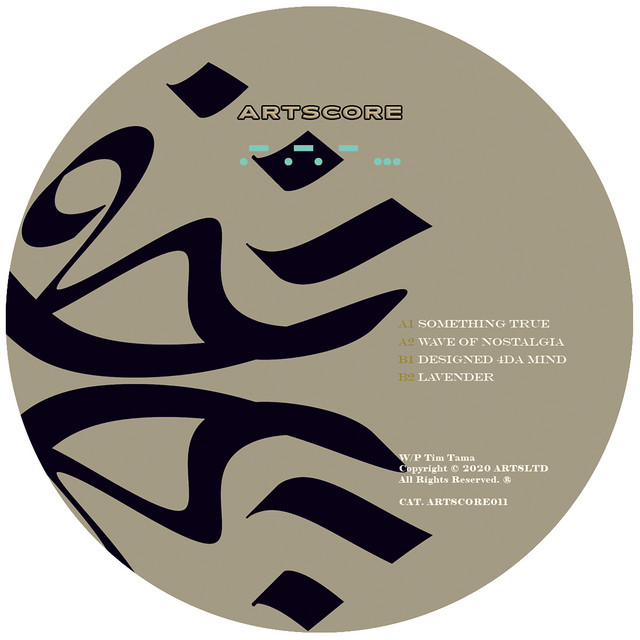 ARTSCORE
A1 SOMETHING TRUE
A2 WAVE OF NOSTALGIA
B1 DESIGNED 4DA MIND
B2 LAVENDER
W/P Tim Tama
Copyright © 2020 ARTSLTD
All Rights Reserved. ®
CAT. ARTSCORE011